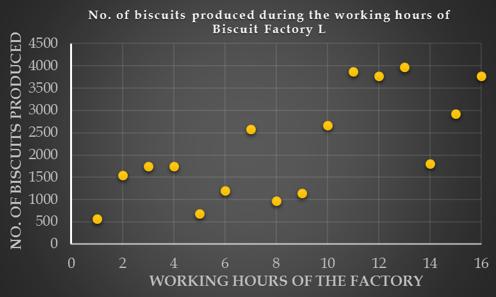 No. of biscuits produced during the working hours of
Biscuit Factory L
NO. OF BISCUITS PRODUCED
4500
4000
3500
3000
2500
2000
1500
1000
500
0
0 2 4 6 8 10 12 14 16
WORKING HOURS OF THE FACTORY